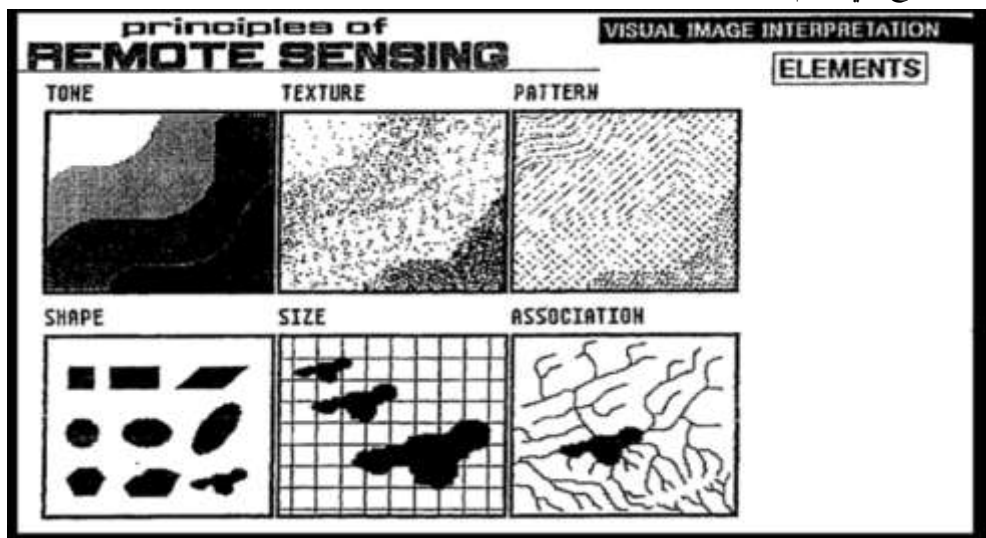 principles of
REMOTE SENSING
VISUAL IMAGE INTERPRETATION
ELEMENTS
TONE
TEXTURE
PATTERN
SHAPE
SIZE
ASSOCIATION